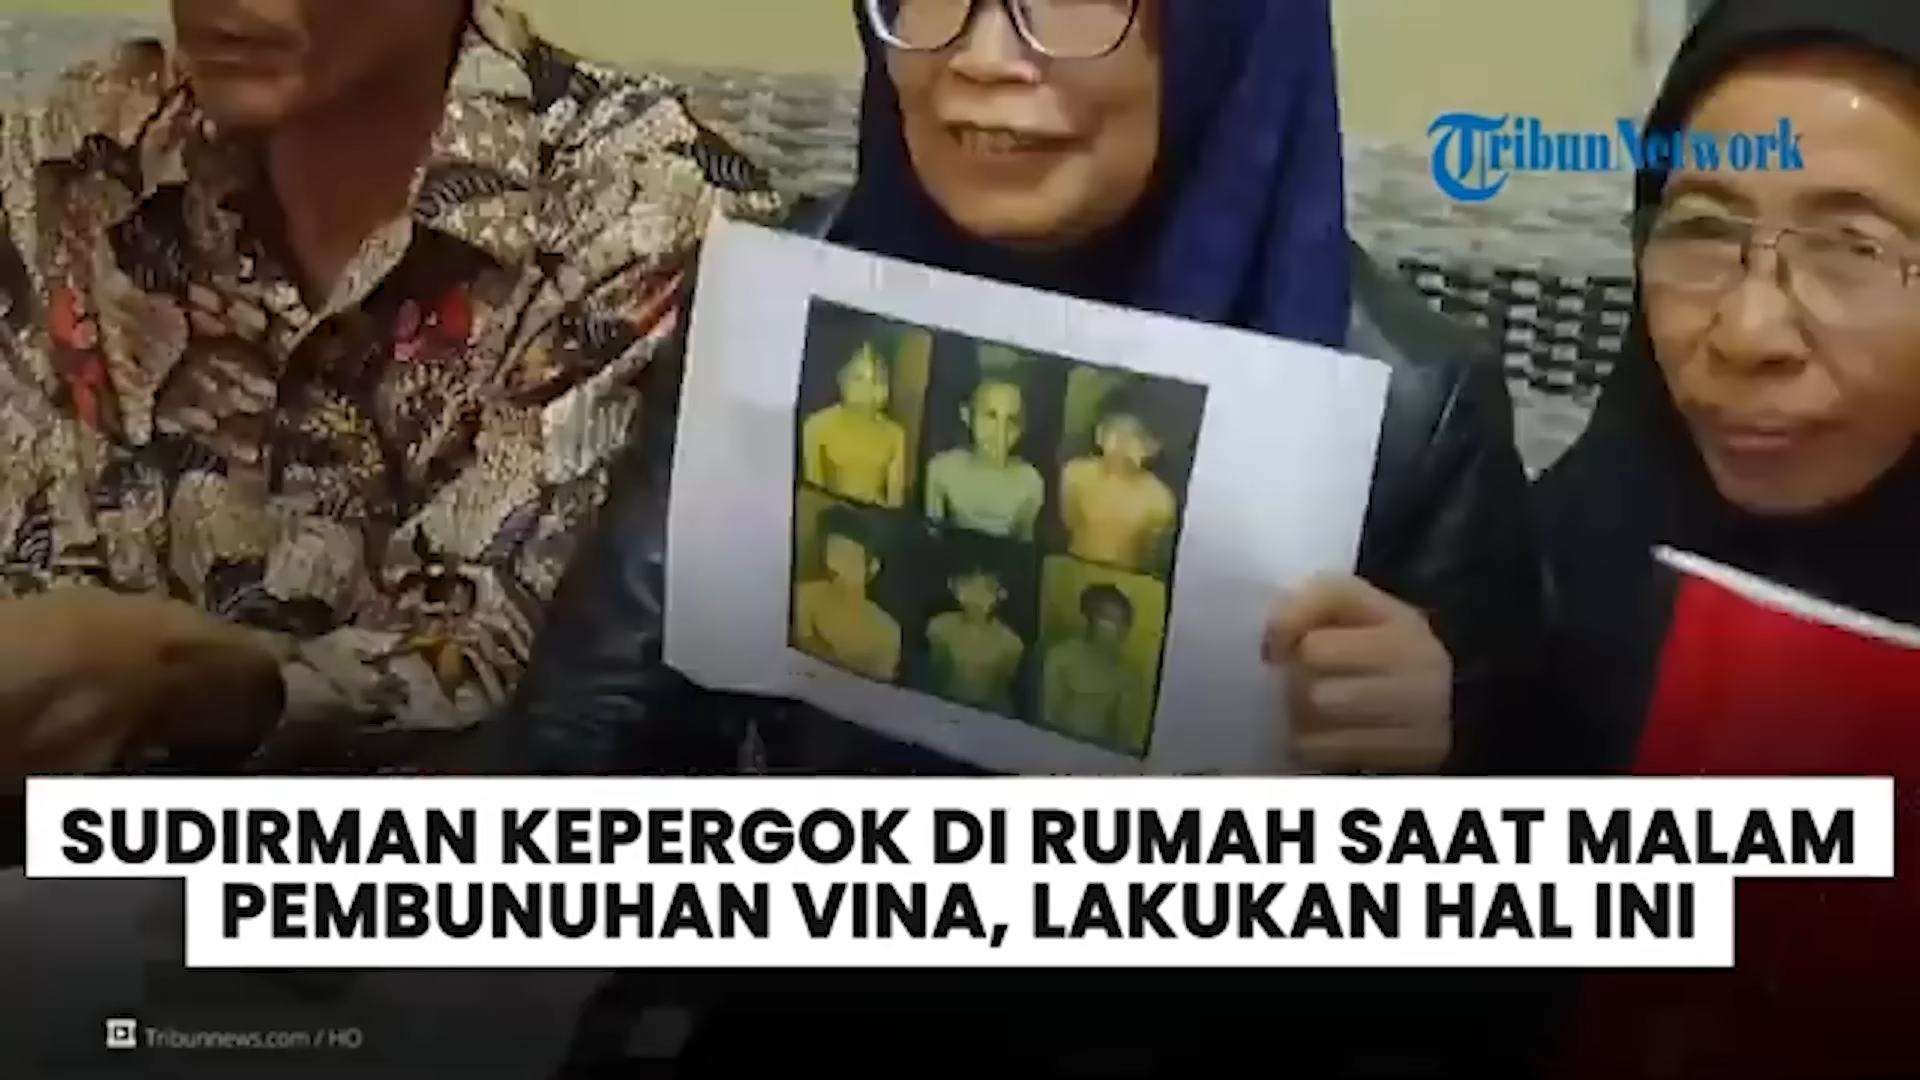 TribunNetwork
SUDIRMAN KEPERGOK DI RUMAH SAAT MALAM
PEMBUNUHAN VINA, LAKUKAN HAL INI
Tribunnews.com / HO